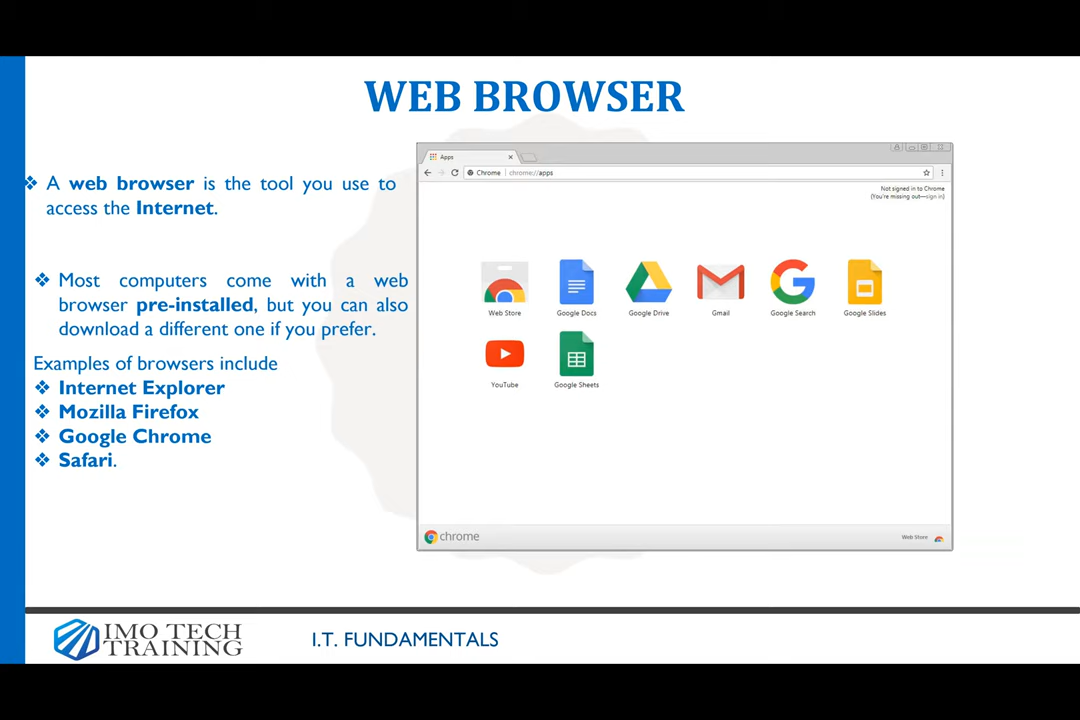 WEB BROWSER
❖ A web browser is the tool you use to
access the Internet.
❖ Most computers come with a web
browser pre-installed, but you can also
download a different one if you prefer.
Examples of browsers include
❖ Internet Explorer
❖ Mozilla Firefox
❖ Google Chrome
❖ Safari.
Apps
Chrome chrome://apps
Not signed in to Chrome
(You're missing out—sign in)
Web Store Google Docs Google Drive Gmail Google Search Google Slides
YouTube Google Sheets
chrome
Web Store
IMO TECH
TRAINING
I.T. FUNDAMENTALS